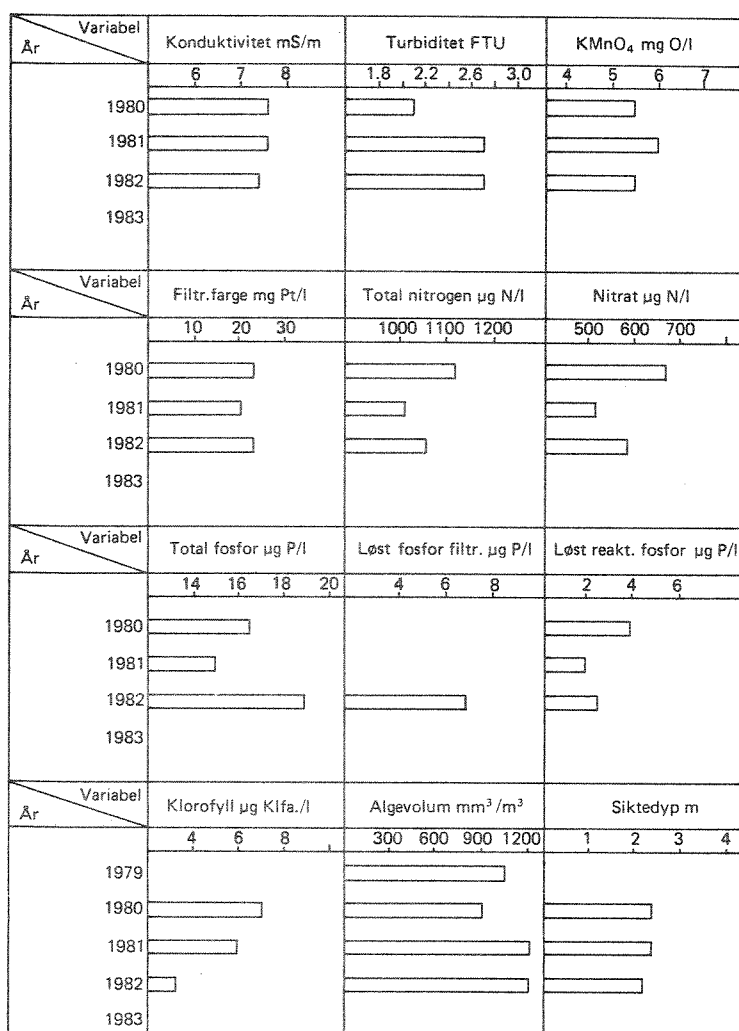 Variabel
År
Konduktivitet mS/m
Turbiditet FTU
KMnO₄ mg O/l
6 7 8
1.8 2.2 2.6 3.0
4 5 6 7
1980
1981
1982
1983
Variabel
År
Filtr.farge mg Pt/l
Total nitrogen µg N/l
Nitrat µg N/l
10 20 30
1000 1100 1200
500 600 700
1980
1981
1982
1983
Variabel
År
Total fosfor µg P/l
Løst fosfor filtr. µg P/l
Løst reakt. fosfor µg P/l
14 16 18 20
4 6 8
2 4 6
1980
1981
1982
1983
Variabel
År
Klorofyll µg Klfa./l
Algevolum mm³/m³
Siktedyp m
4 6 8
300 600 900 1200
1 2 3 4
1979
1980
1981
1982
1983